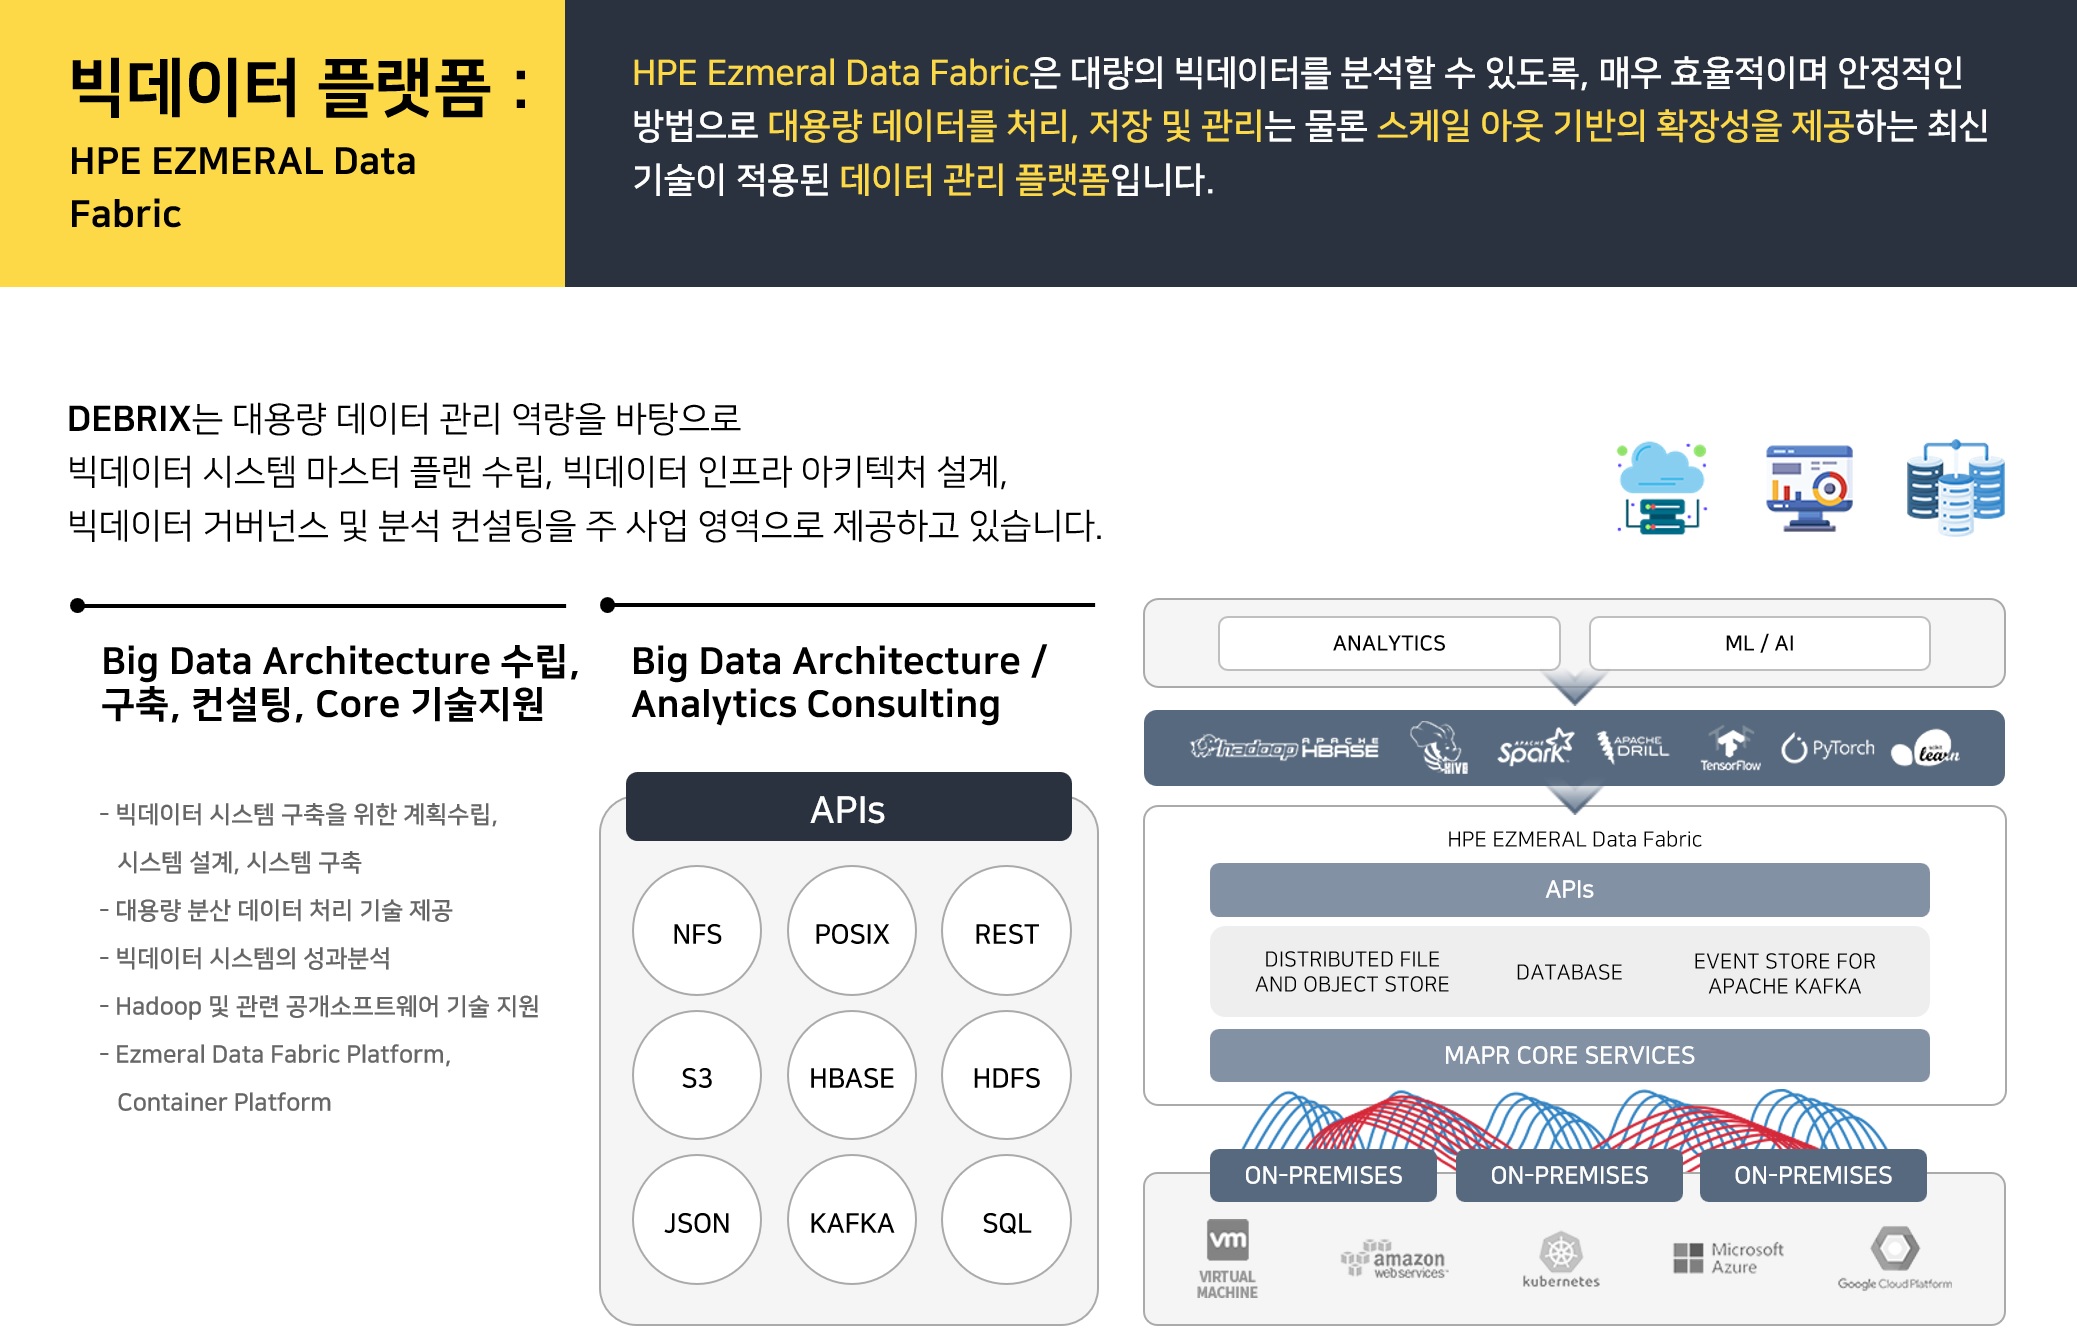 빅데이터 플랫폼 :
HPE EZMERAL Data
Fabric
HPE Ezmeral Data Fabric은 대량의 빅데이터를 분석할 수 있도록, 매우 효율적이며 안정적인
방법으로 대용량 데이터를 처리, 저장 및 관리는 물론 스케일 아웃 기반의 확장성을 제공하는 최신
기술이 적용된 데이터 관리 플랫폼입니다.
DEBRIX는 대용량 데이터 관리 역량을 바탕으로
빅데이터 시스템 마스터 플랜 수립, 빅데이터 인프라 아키텍처 설계,
빅데이터 거버넌스 및 분석 컨설팅을 주 사업 영역으로 제공하고 있습니다.
Big Data Architecture 수립,
구축, 컨설팅, Core 기술지원
- 빅데이터 시스템 구축을 위한 계획수립,
시스템 설계, 시스템 구축
- 대용량 분산 데이터 처리 기술 제공
- 빅데이터 시스템의 성과분석
- Hadoop 및 관련 공개소프트웨어 기술 지원
- Ezmeral Data Fabric Platform,
Container Platform
Big Data Architecture /
Analytics Consulting
APIs
NFS POSIX REST
S3 HBASE HDFS
JSON KAFKA SQL
ANALYTICS ML / AI
hadoop APACHE HBASE HIVE APACHE Spark APACHE DRILL TensorFlow PyTorch scikit learn
HPE EZMERAL Data Fabric
APIs
DISTRIBUTED FILE
AND OBJECT STORE
DATABASE
EVENT STORE FOR
APACHE KAFKA
MAPR CORE SERVICES
ON-PREMISES ON-PREMISES ON-PREMISES
vm
VIRTUAL
MACHINE
amazon
web services
kubernetes
Microsoft
Azure
Google Cloud Platform